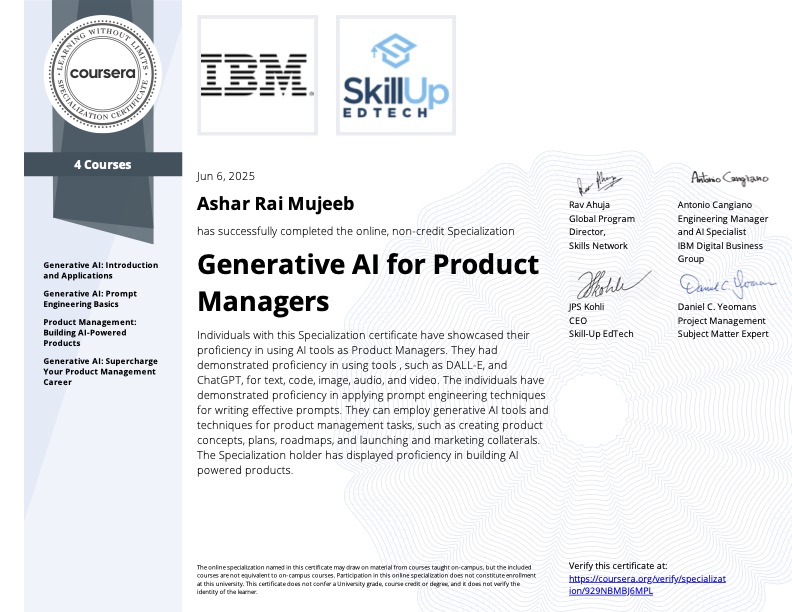 LEARNING WITHOUT LIMITS
coursera
SPECIALIZATION CERTIFICATE
IBM®
SkillUp
EDTECH
4 Courses
Generative AI: Introduction
and Applications
Generative AI: Prompt
Engineering Basics
Product Management:
Building AI-Powered
Products
Generative AI: Supercharge
Your Product Management
Career
Jun 6, 2025
Ashar Rai Mujeeb
has successfully completed the online, non-credit Specialization
Generative AI for Product
Managers
Individuals with this Specialization certificate have showcased their
proficiency in using AI tools as Product Managers. They had
demonstrated proficiency in using tools , such as DALL-E, and
ChatGPT, for text, code, image, audio, and video. The individuals have
demonstrated proficiency in applying prompt engineering techniques
for writing effective prompts. They can employ generative AI tools and
techniques for product management tasks, such as creating product
concepts, plans, roadmaps, and launching and marketing collaterals.
The Specialization holder has displayed proficiency in building AI
powered products.
Rav Ahuja
Global Program
Director,
Skills Network
Antonio Cangiano
Antonio Cangiano
Engineering Manager
and AI Specialist
IBM Digital Business
Group
JPS Kohli
CEO
Skill-Up EdTech
Daniel C. Yeomans
Daniel C. Yeomans
Project Management
Subject Matter Expert
The online specialization named in this certificate may draw on material from courses taught on-campus, but the included
courses are not equivalent to on-campus courses. Participation in this online specialization does not constitute enrollment
at this university. This certificate does not confer a University grade, course credit or degree, and it does not verify the
identity of the learner.
Verify this certificate at:
https://coursera.org/verify/specializat
ion/929NBMBJ6MPL